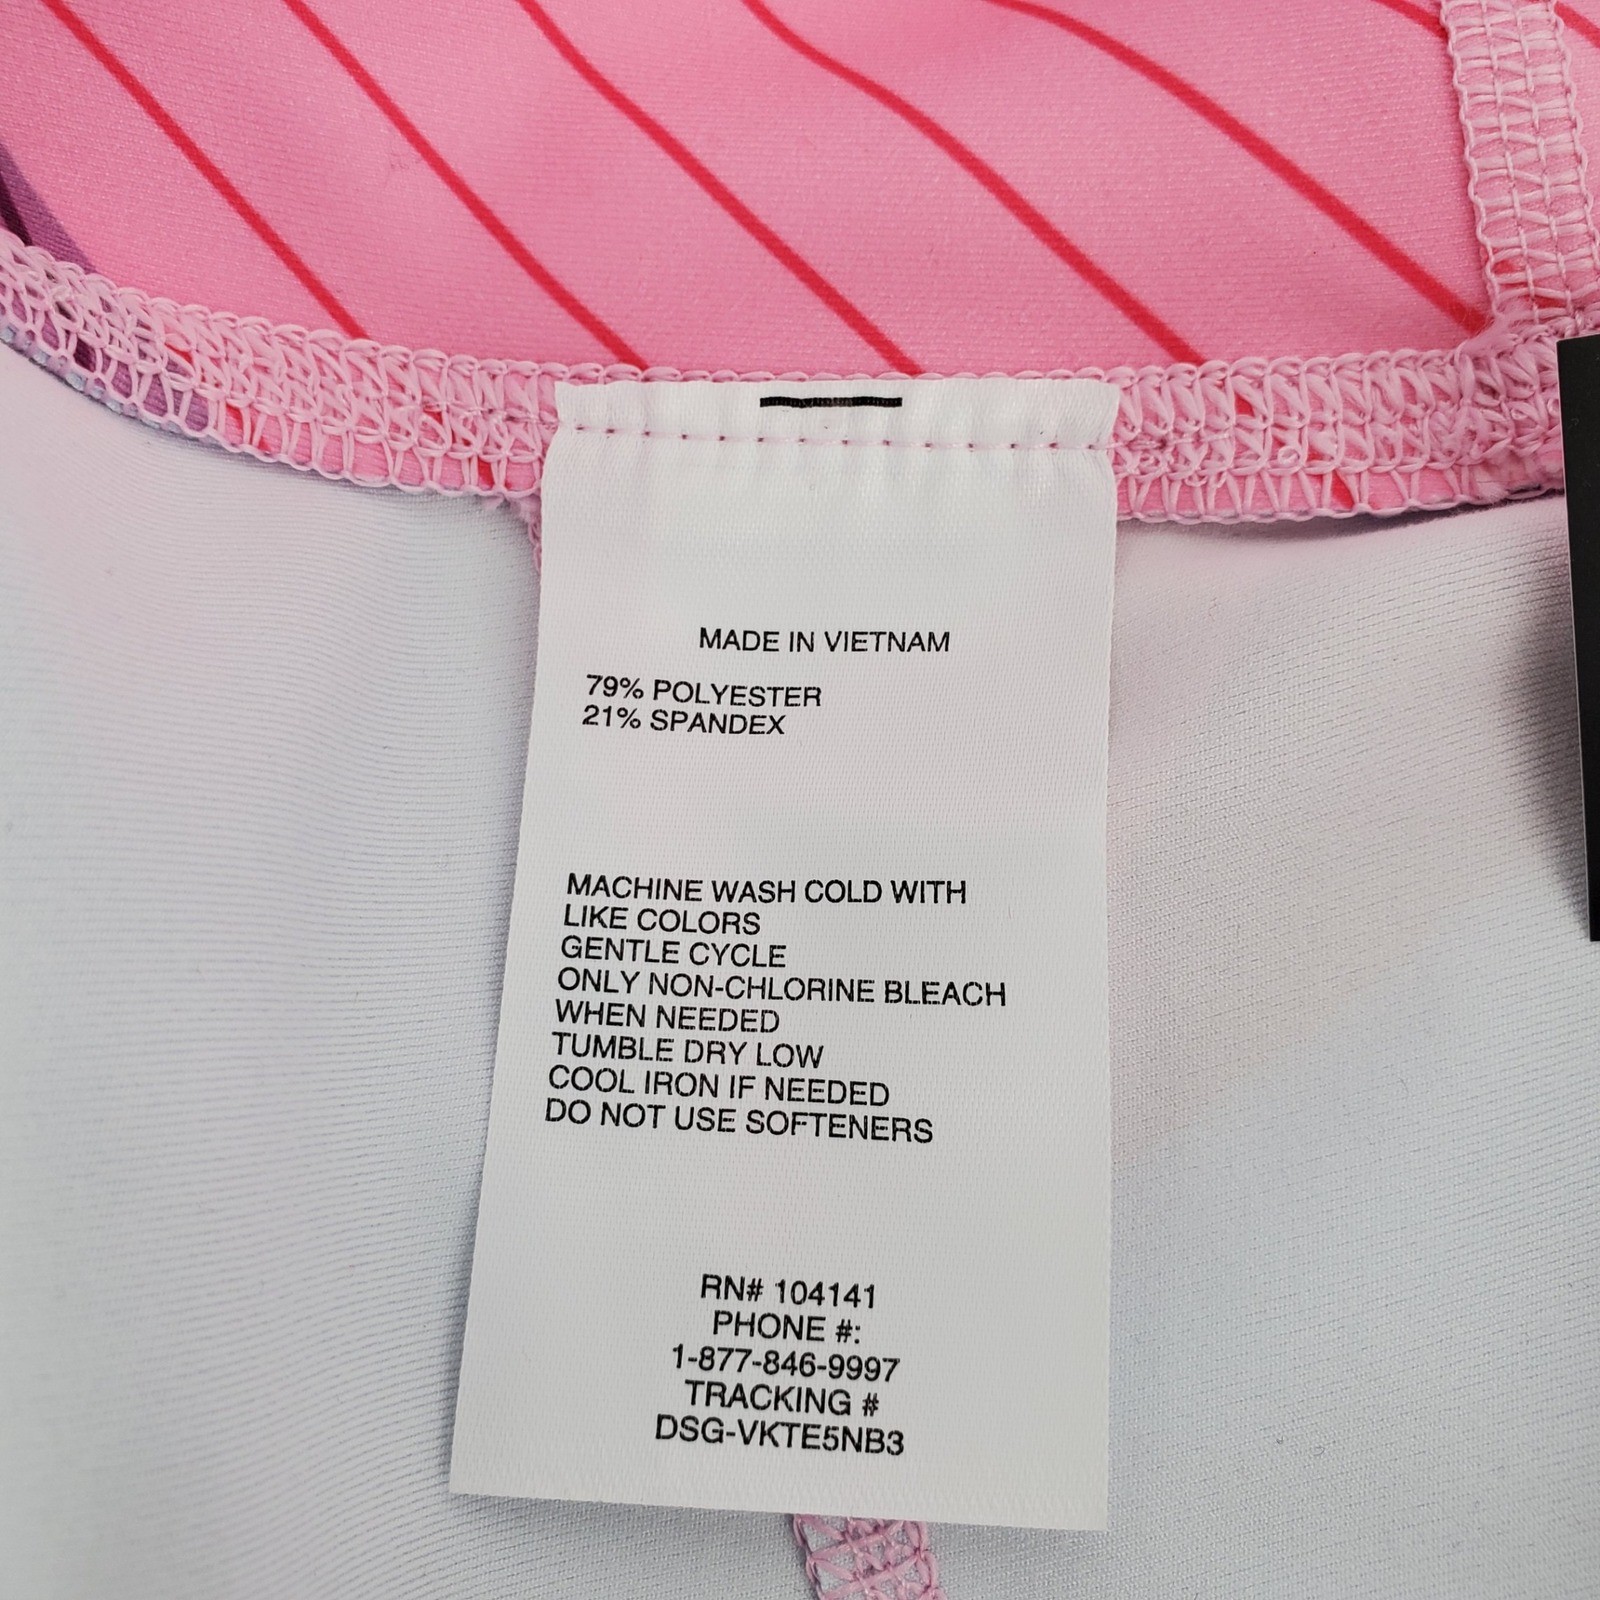 MADE IN VIETNAM
79% POLYESTER
21% SPANDEX
MACHINE WASH COLD WITH
LIKE COLORS
GENTLE CYCLE
ONLY NON-CHLORINE BLEACH
WHEN NEEDED
TUMBLE DRY LOW
COOL IRON IF NEEDED
DO NOT USE SOFTENERS
RN# 104141
PHONE #:
1-877-846-9997
TRACKING #
DSG-VKTE5NB3